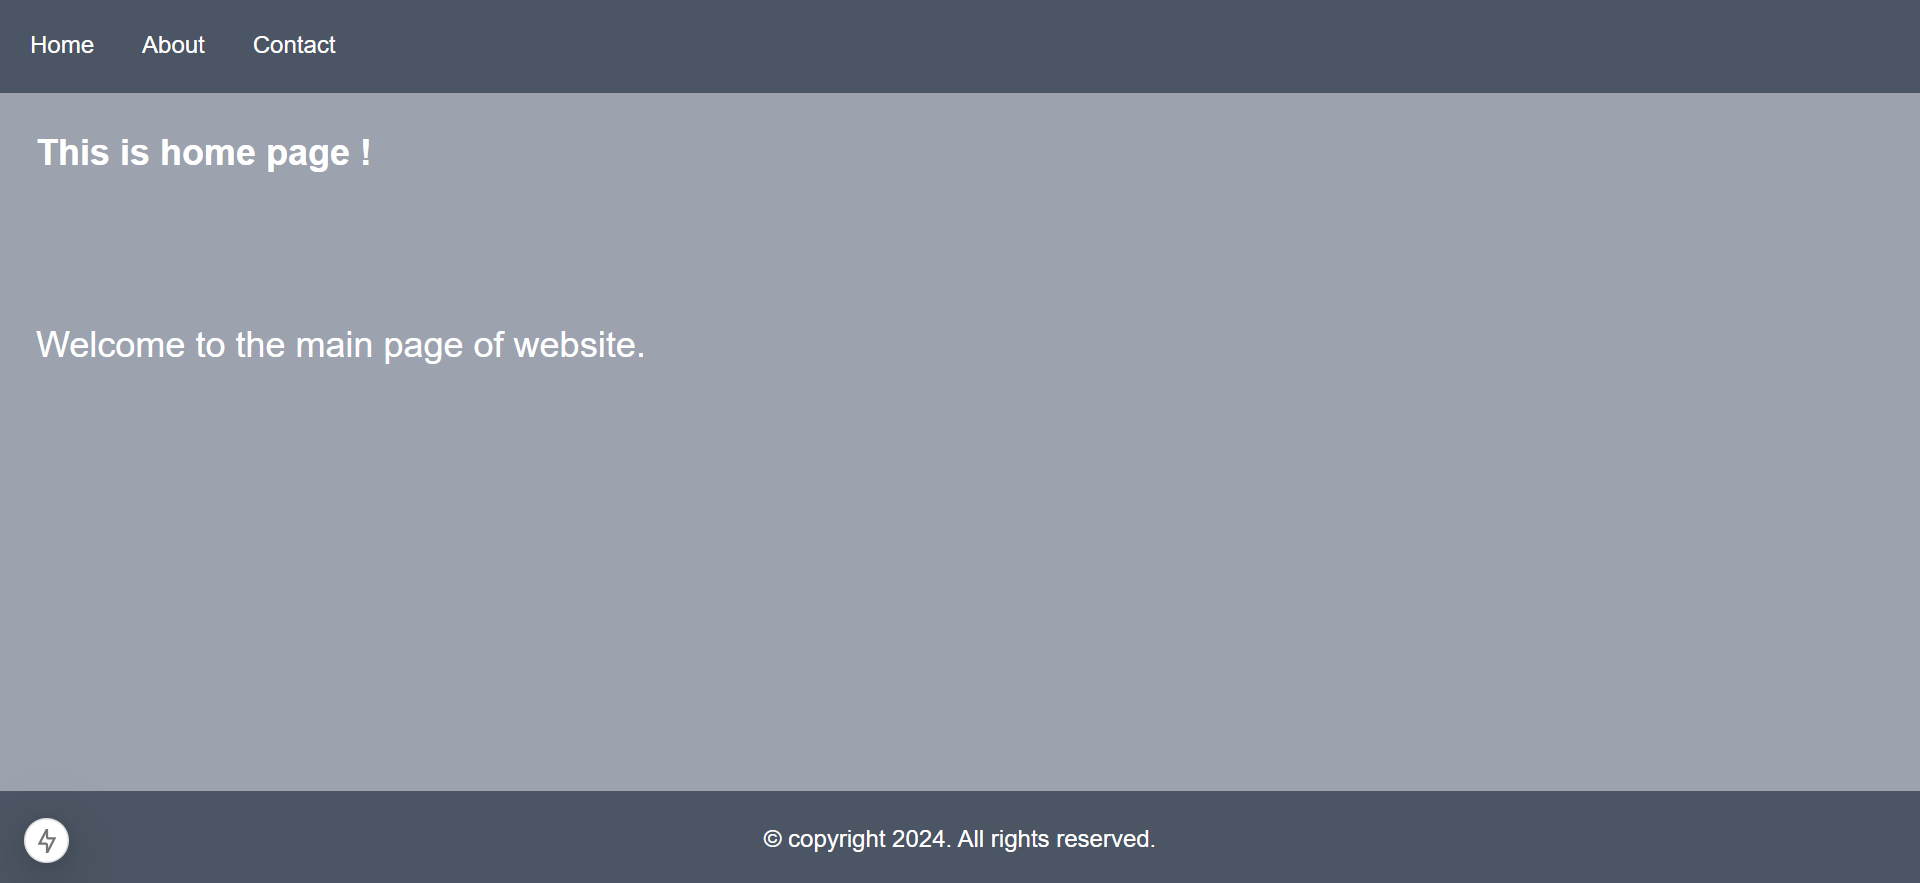 Home About Contact
This is home page !
Welcome to the main page of website.
© copyright 2024. All rights reserved.